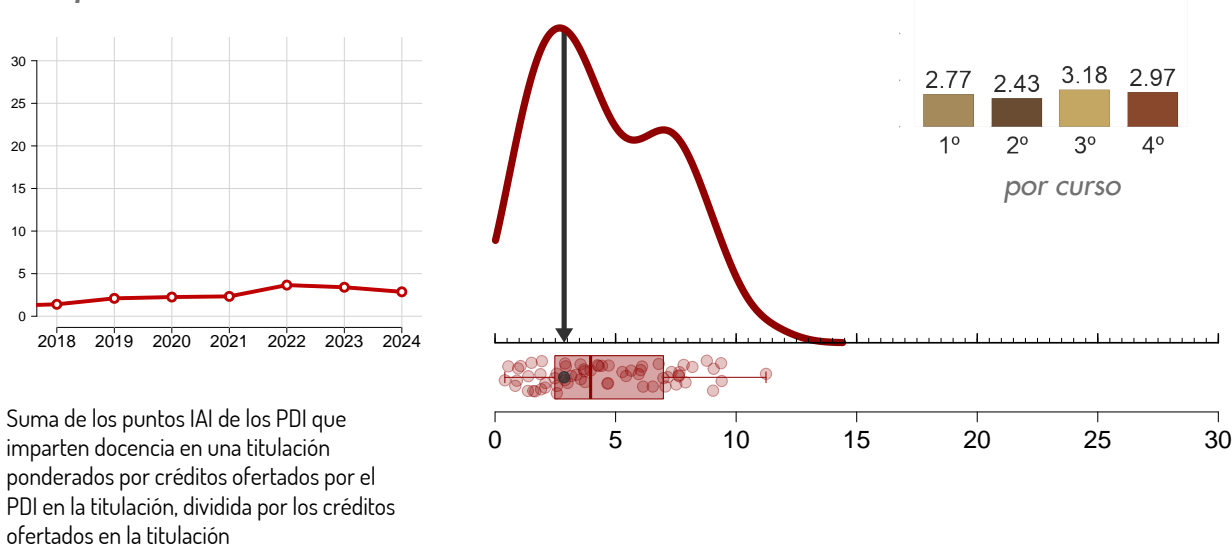 30
25
20
15
10
5
0
2018 2019 2020 2021 2022 2023 2024
Suma de los puntos IAI de los PDI que
imparten docencia en una titulación
ponderados por créditos ofertados por el
PDI en la titulación, dividida por los créditos
ofertados en la titulación
0 5 10 15 20 25 30
2.77 2.43 3.18 2.97
1º 2º 3º 4º
por curso